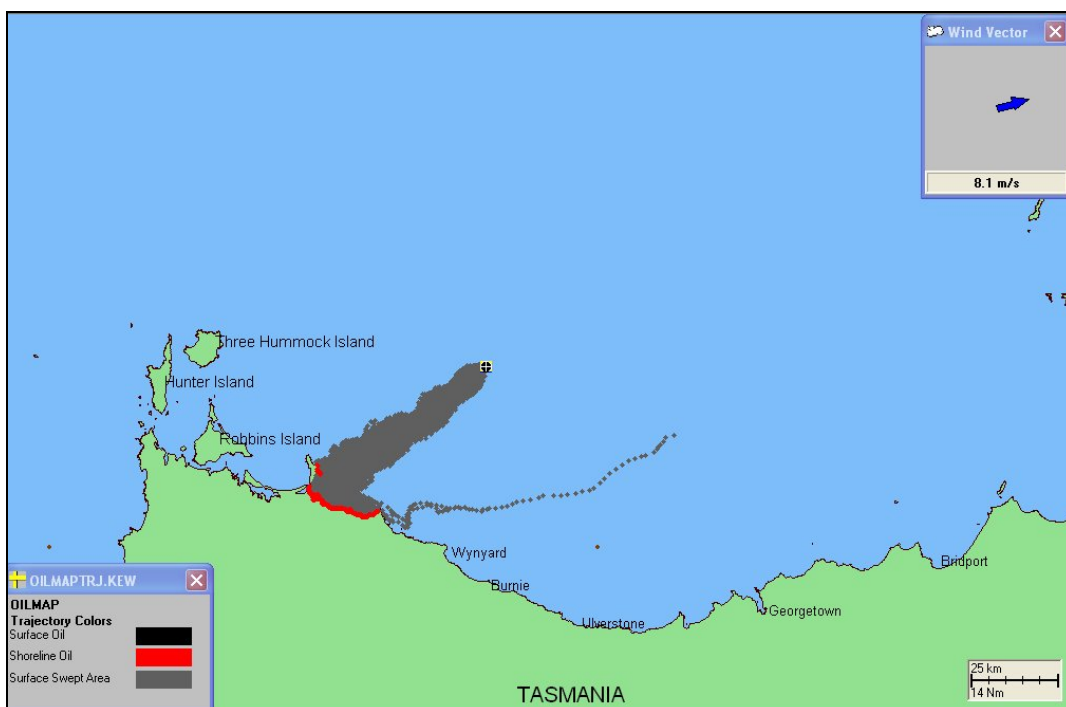 Wind Vector
8.1 m/s
Three Hummock Island
Hunter Island
Robbins Island
Wynyard
Burnie
Ulverstone
Georgetown
Bridport
OILMAPTRJ.KEW
OILMAP
Trajectory Colors
Surface Oil
Shoreline Oil
Surface Swept Area
TASMANIA
25 km
14 Nm